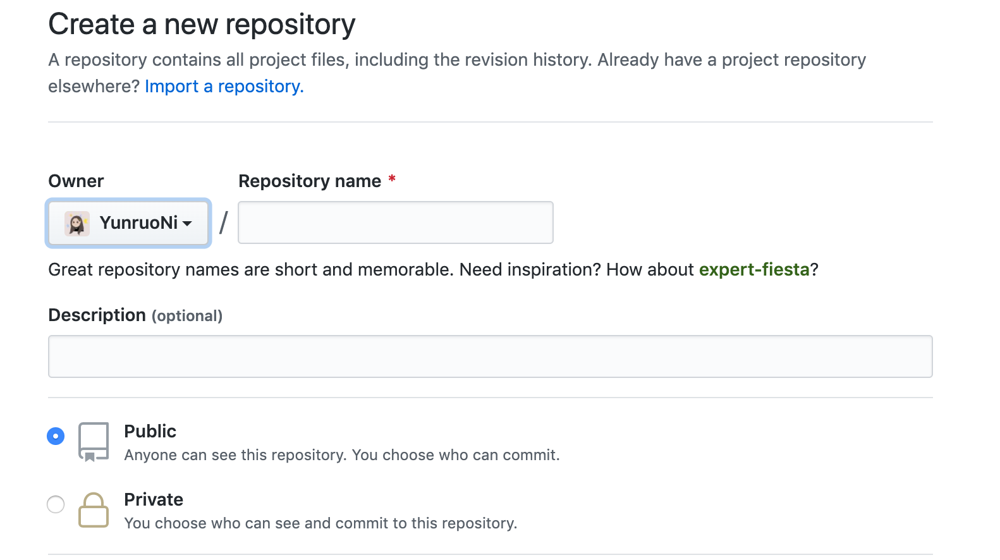 Create a new repository
A repository contains all project files, including the revision history. Already have a project repository
elsewhere? Import a repository.
Owner
Repository name *
YunruoNi
/
Great repository names are short and memorable. Need inspiration? How about expert-fiesta?
Description (optional)
Public
Anyone can see this repository. You choose who can commit.
Private
You choose who can see and commit to this repository.